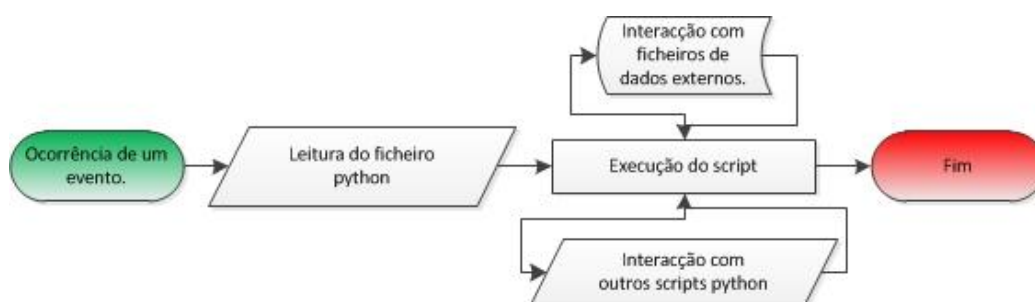 Interacção com
ficheiros de
dados externos.
Ocorrência de um
evento.
Leitura do ficheiro
python
Execução do script
Fim
Interacção com
outros scripts python